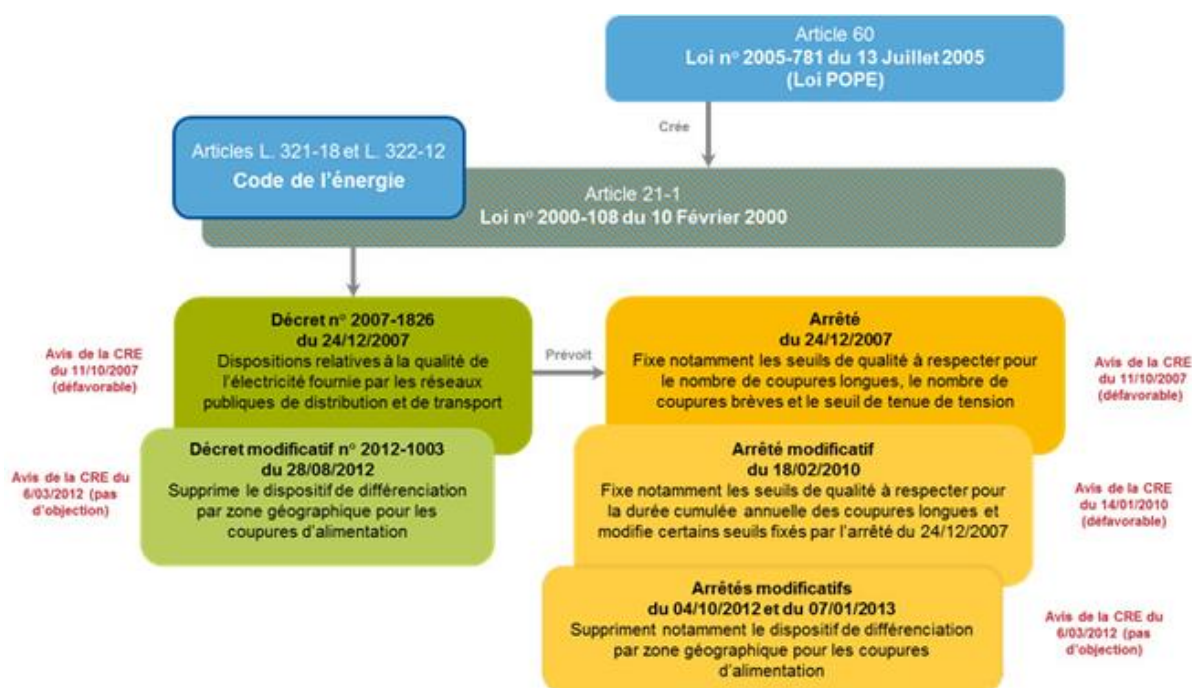 Article 60
Loi n° 2005-781 du 13 Juillet 2005
(Loi POPE)
Crée
Articles L. 321-18 et L. 322-12
Code de l'énergie
Article 21-1
Loi n° 2000-108 du 10 Février 2000
Avis de la CRE
du 11/10/2007
(défavorable)
Décret n° 2007-1826
du 24/12/2007
Dispositions relatives à la qualité de
l'électricité fournie par les réseaux
publiques de distribution et de transport
Prévoit
Arrêté
du 24/12/2007
Fixe notamment les seuils de qualité à respecter pour
le nombre de coupures longues, le nombre de
coupures brèves et le seuil de tenue de tension
Avis de la CRE
du 11/10/2007
(défavorable)
Avis de la CRE du
6/03/2012 (pas
d'objection)
Décret modificatif n° 2012-1003
du 28/08/2012
Supprime le dispositif de différenciation
par zone géographique pour les
coupures d'alimentation
Arrêté modificatif
du 18/02/2010
Fixe notamment les seuils de qualité à respecter pour
la durée cumulée annuelle des coupures longues et
modifie certains seuils fixés par l'arrêté du 24/12/2007
Avis de la CRE
du 14/01/2010
(défavorable)
Arrêtés modificatifs
du 04/10/2012 et du 07/01/2013
Suppriment notamment le dispositif de différenciation
par zone géographique pour les coupures
d'alimentation
Avis de la CRE du
6/03/2012 (pas
d'objection)